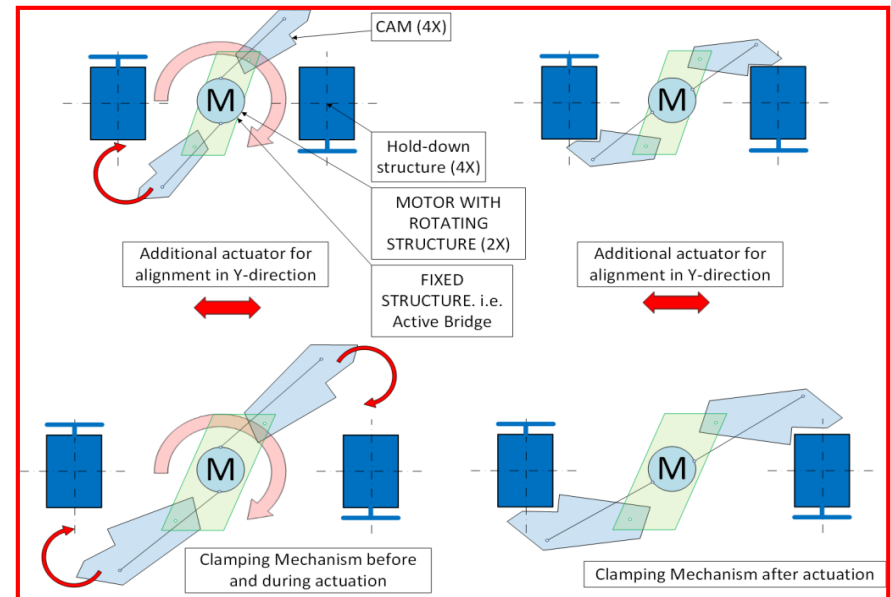 CAM (4X)
M
M
Hold-down
structure (4X)
MOTOR WITH
ROTATING
STRUCTURE (2X)
Additional actuator for
alignment in Y-direction
FIXED
STRUCTURE. i.e.
Active Bridge
Additional actuator for
alignment in Y-direction
M
M
Clamping Mechanism before
and during actuation
Clamping Mechanism after actuation